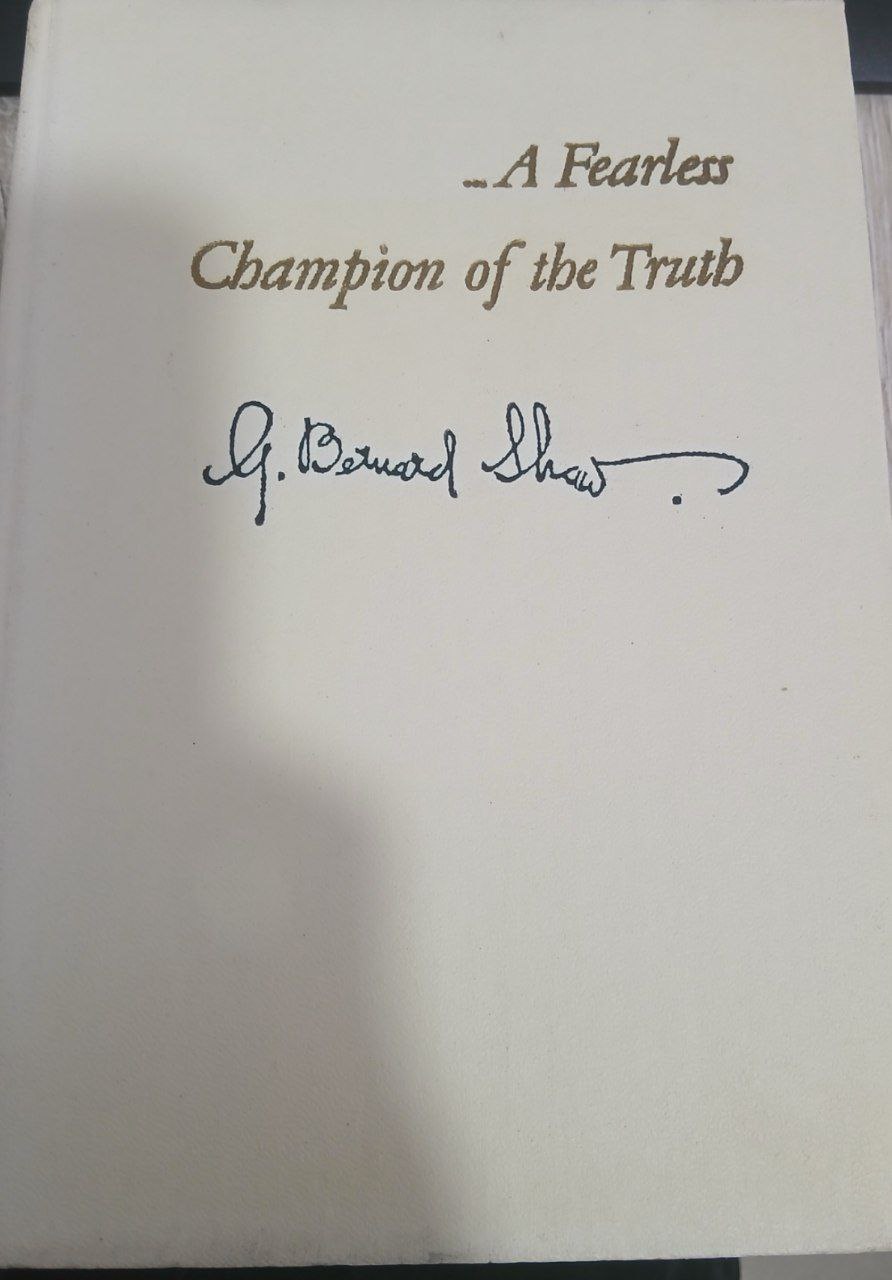 ...A Fearless
Champion of the Truth
G. Bernard Shaw.